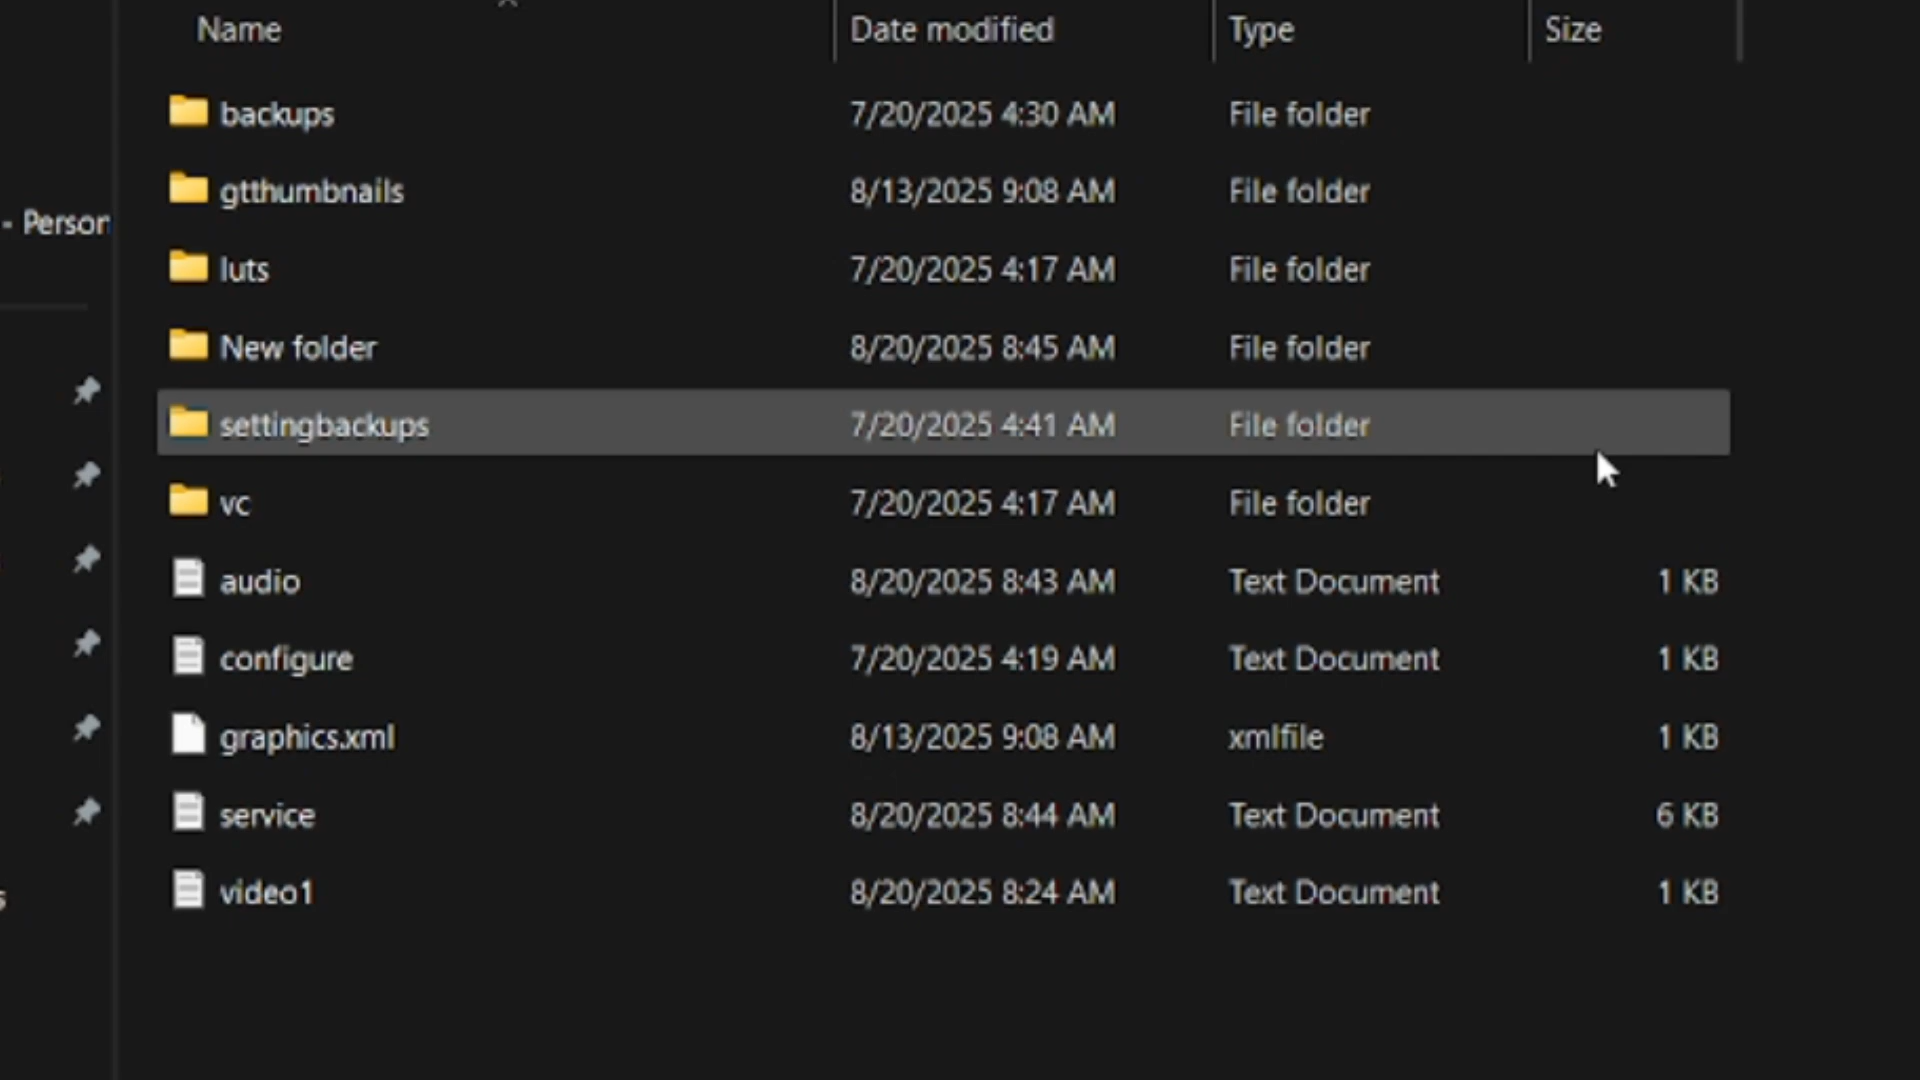 Name Date modified Type Size
backups 7/20/2025 4:30 AM File folder
gtthumbnails 8/13/2025 9:08 AM File folder
- Person
luts 7/20/2025 4:17 AM File folder
New folder 8/20/2025 8:45 AM File folder
settingbackups 7/20/2025 4:41 AM File folder
vc 7/20/2025 4:17 AM File folder
audio 8/20/2025 8:43 AM Text Document 1 KB
configure 7/20/2025 4:19 AM Text Document 1 KB
graphics.xml 8/13/2025 9:08 AM xmlfile 1 KB
service 8/20/2025 8:44 AM Text Document 6 KB
video1 8/20/2025 8:24 AM Text Document 1 KB
s